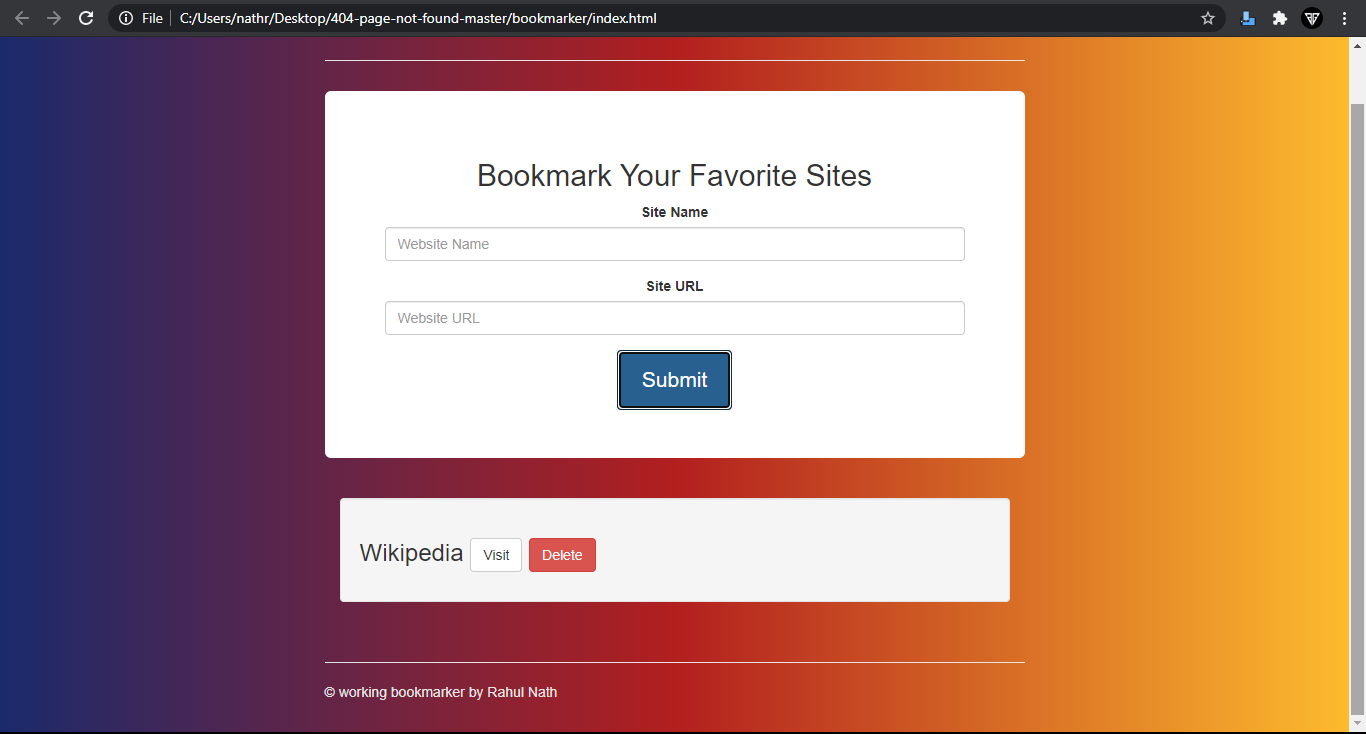 File C:/Users/nathr/Desktop/404-page-not-found-master/bookmarker/index.html
Bookmark Your Favorite Sites
Site Name
Website Name
Site URL
Website URL
Submit
Wikipedia Visit Delete
© working bookmarker by Rahul Nath